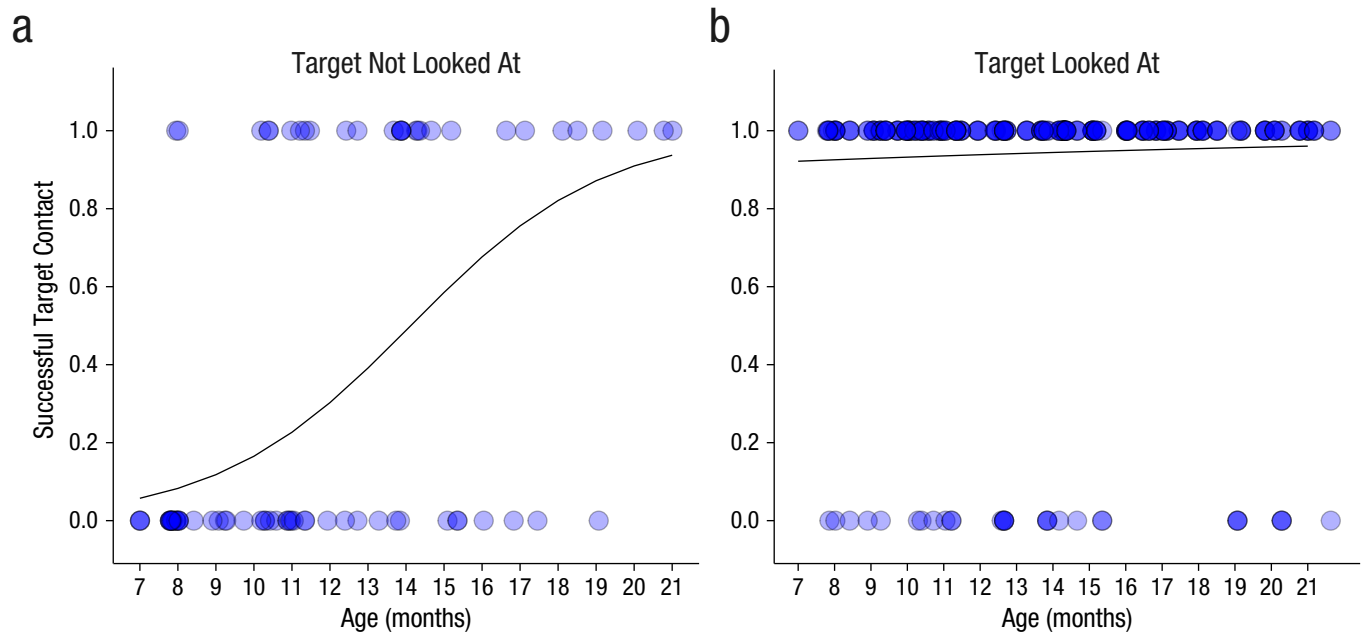 a
Target Not Looked At
Successful Target Contact
1.0
0.8
0.6
0.4
0.2
0.0
7 8 9 10 11 12 13 14 15 16 17 18 19 20 21
Age (months)
b
Target Looked At
1.0
0.8
0.6
0.4
0.2
0.0
7 8 9 10 11 12 13 14 15 16 17 18 19 20 21
Age (months)